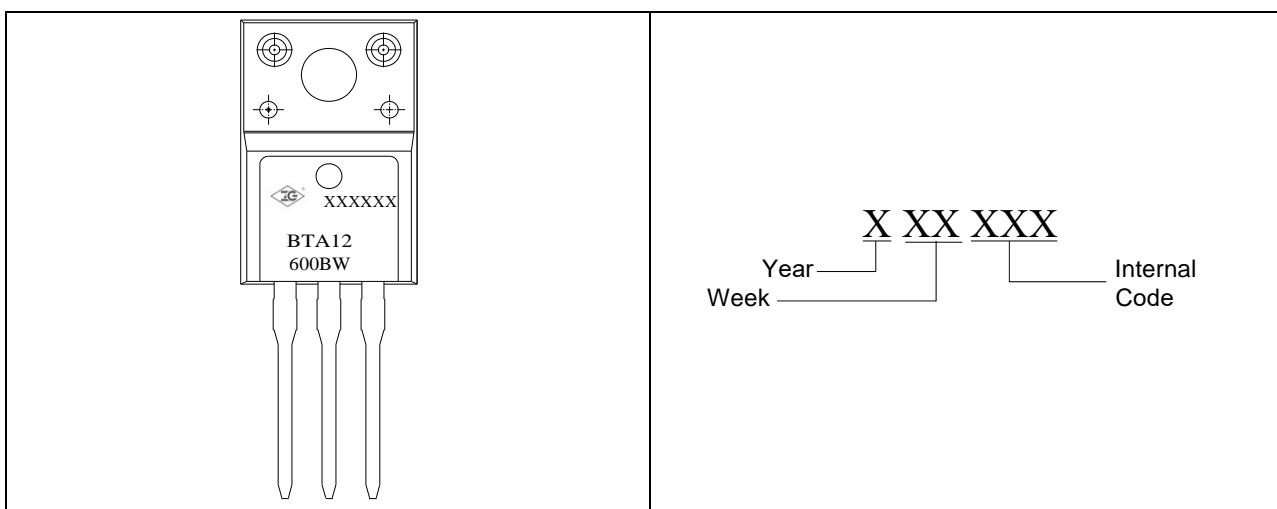 XXXXXX
BTA12
600BW
X XX XXX
Year
Week
Internal
Code